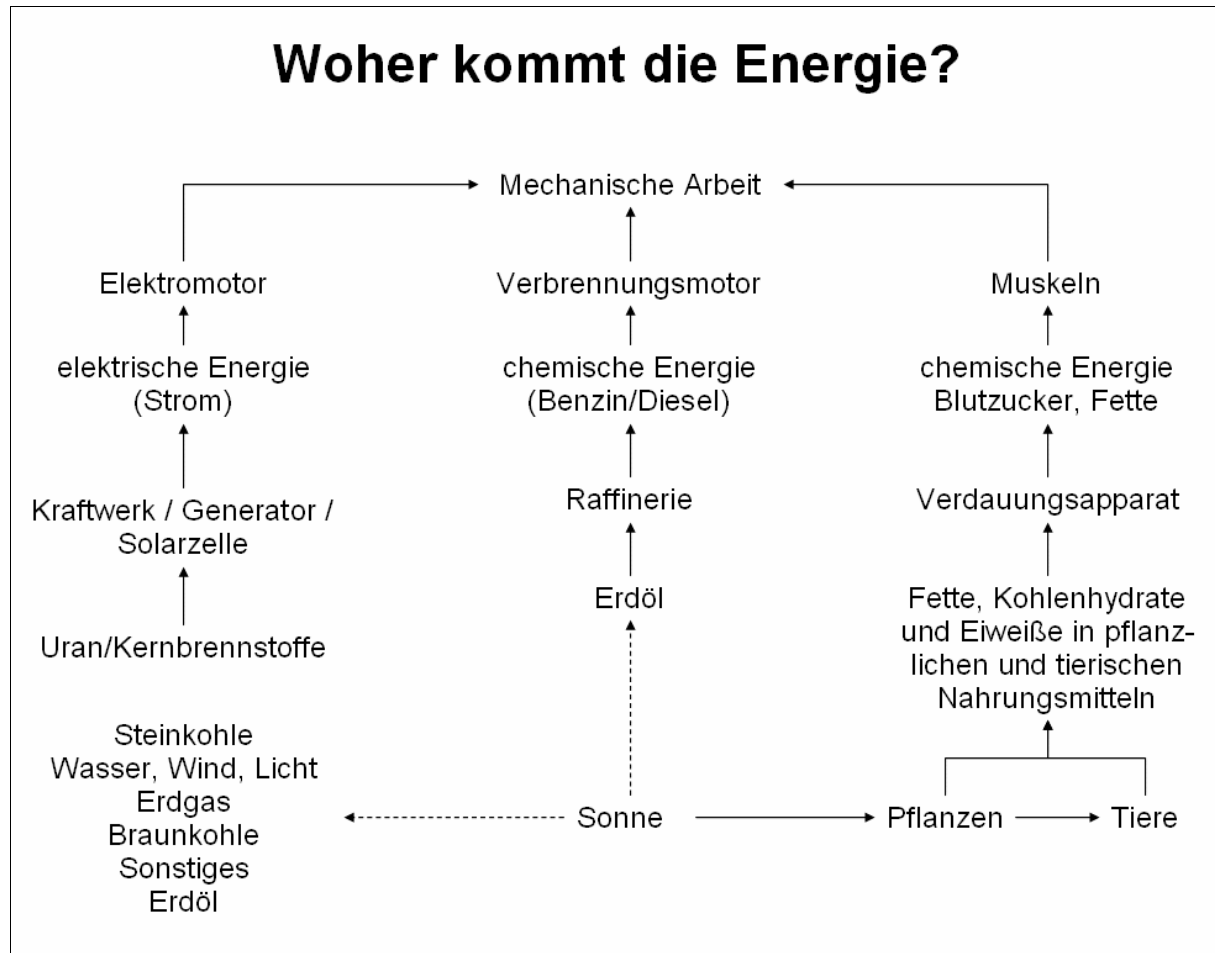 Woher kommt die Energie?
Mechanische Arbeit
Elektromotor
Verbrennungsmotor
Muskeln
elektrische Energie
(Strom)
chemische Energie
(Benzin/Diesel)
chemische Energie
Blutzucker, Fette
Kraftwerk / Generator /
Solarzelle
Raffinerie
Verdauungsapparat
Uran/Kernbrennstoffe
Erdöl
Fette, Kohlenhydrate
und Eiweiße in pflanz-
lichen und tierischen
Nahrungsmitteln
Steinkohle
Wasser, Wind, Licht
Erdgas
Braunkohle
Sonstiges
Erdöl
Sonne
Pflanzen
Tiere